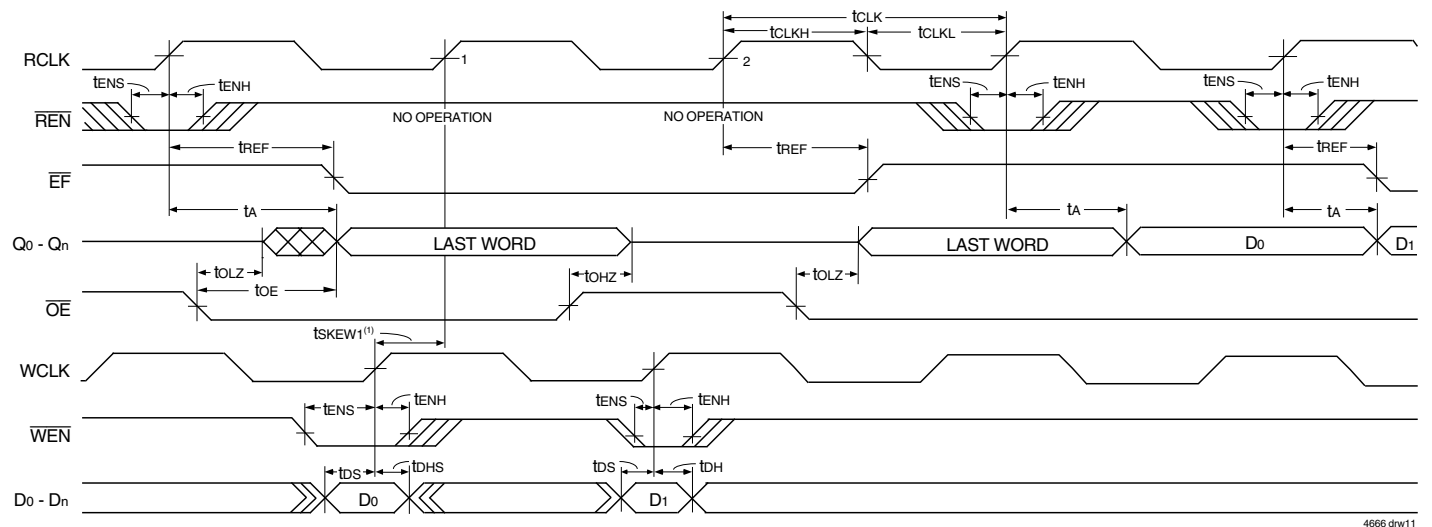 tCLK
tCLKH tCLKL
RCLK 1 2
tENS tENH tENS tENH tENS tENH
REN NO OPERATION NO OPERATION
tREF tREF tREF
EF
tA tA tA
Q0 - Qn LAST WORD LAST WORD D0 D1
tOLZ tOHZ tOLZ
tOE
OE
tSKEW1(1)
WCLK
tENS tENH tENS tENH
WEN
tDS tDHS tDS tDH
D0 - Dn D0 D1
4666 drw11